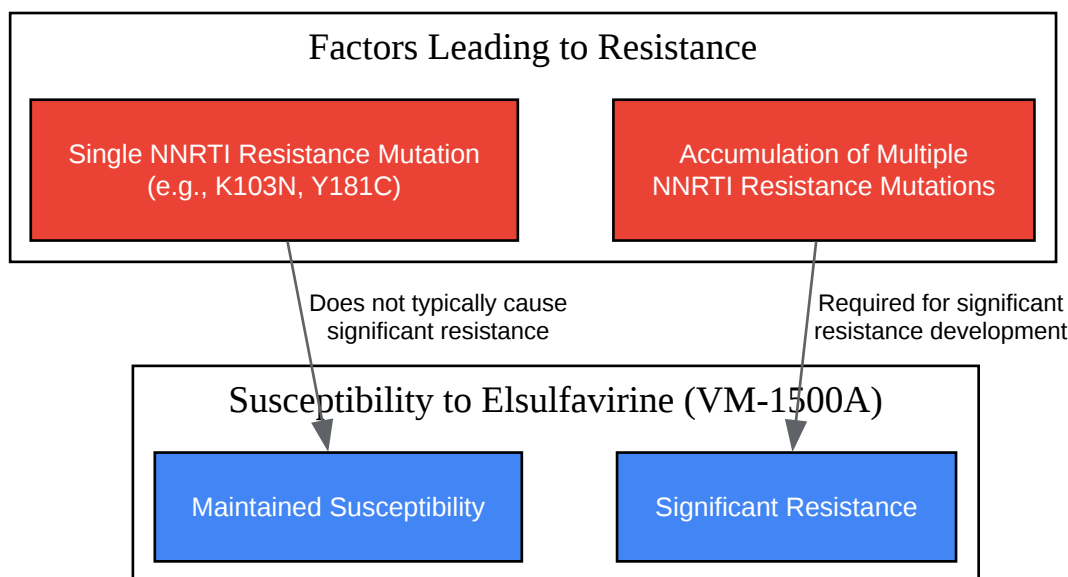 Factors Leading to Resistance
Single NNRTI Resistance Mutation
(e.g., K103N, Y181C)
Accumulation of Multiple
NNRTI Resistance Mutations
Does not typically cause
significant resistance
Required for significant
resistance development
Susceptibility to Elsulfavirine (VM-1500A)
Maintained Susceptibility
Significant Resistance